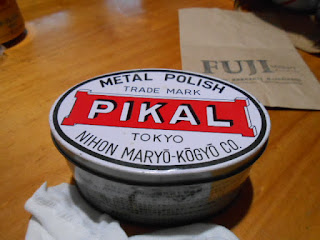 METAL POLISH
TRADE MARK
PIKAL
TOKYO
NIHON MARYŌ-KŌGYŌ CO.
FUJI